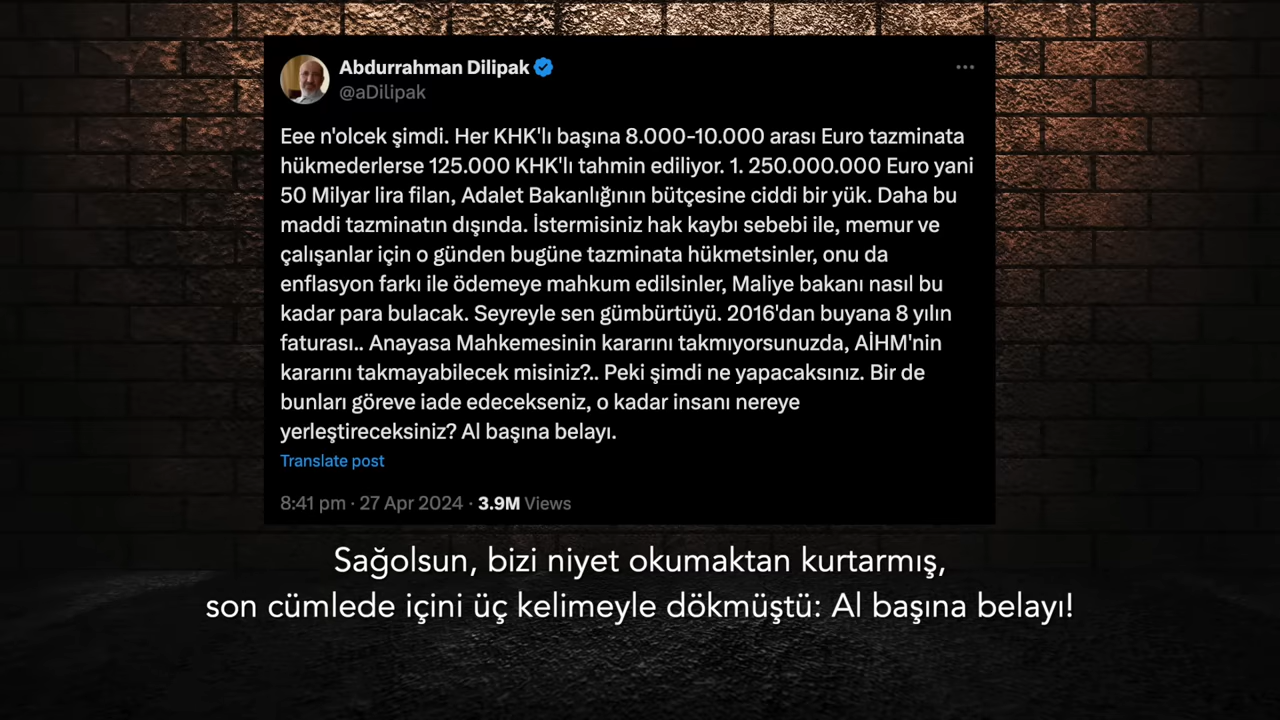 Abdurrahman Dilipak
@aDilipak
Eee n'olcek şimdi. Her KHK'lı başına 8.000-10.000 arası Euro tazminata
hükmederlerse 125.000 KHK'lı tahmin ediliyor. 1. 250.000.000 Euro yani
50 Milyar lira filan, Adalet Bakanlığının bütçesine ciddi bir yük. Daha bu
maddi tazminatın dışında. İstermisiniz hak kaybı sebebi ile, memur ve
çalışanlar için o günden bugüne tazminata hükmetsinler, onu da
enflasyon farkı ile ödemeye mahkum edilsinler, Maliye bakanı nasıl bu
kadar para bulacak. Seyreyle sen gümbürtüyü. 2016'dan buyana 8 yılın
faturası.. Anayasa Mahkemesinin kararını takmıyorsunuzda, AİHM'nin
kararını takmayabilecek misiniz?.. Peki şimdi ne yapacaksınız. Bir de
bunları göreve iade edecekseniz, o kadar insanı nereye
yerleştireceksiniz? Al başına belayı.
Translate post
8:41 pm · 27 Apr 2024 · 3.9M Views
Sağolsun, bizi niyet okumaktan kurtarmış,
son cümlede içini üç kelimeyle dökmüştü: Al başına belayı!